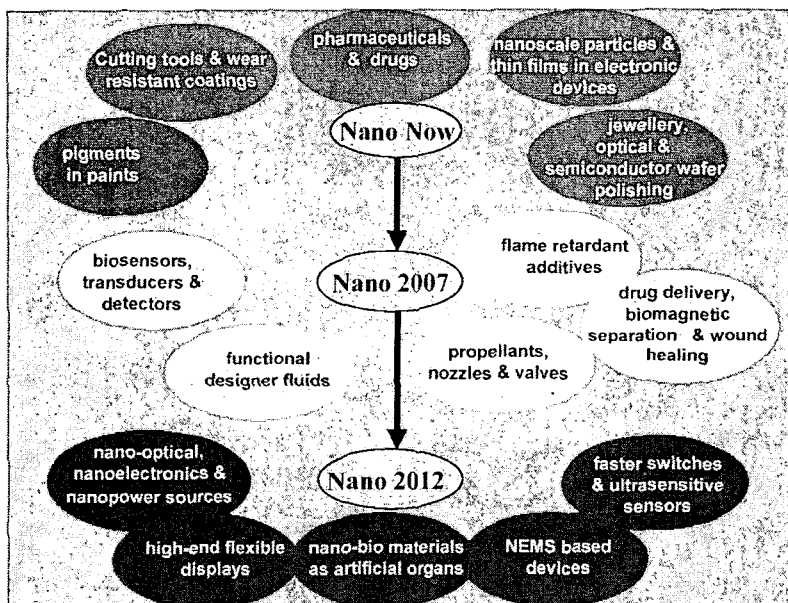 Cutting tools & wear
resistant coatings
pharmaceuticals
& drugs
nanoscale particles &
thin films in electronic
devices
Nano Now
pigments
in paints
jewellery,
optical &
semiconductor wafer
polishing
biosensors,
transducers &
detectors
Nano 2007
flame retardant
additives
drug delivery,
biomagnetic
separation & wound
healing
functional
designer fluids
propellants,
nozzles & valves
nano-optical,
nanoelectronics &
nanopower sources
Nano 2012
faster switches
& ultrasensitive
sensors
high-end flexible
displays
nano-bio materials
as artificial organs
NEMS based
devices